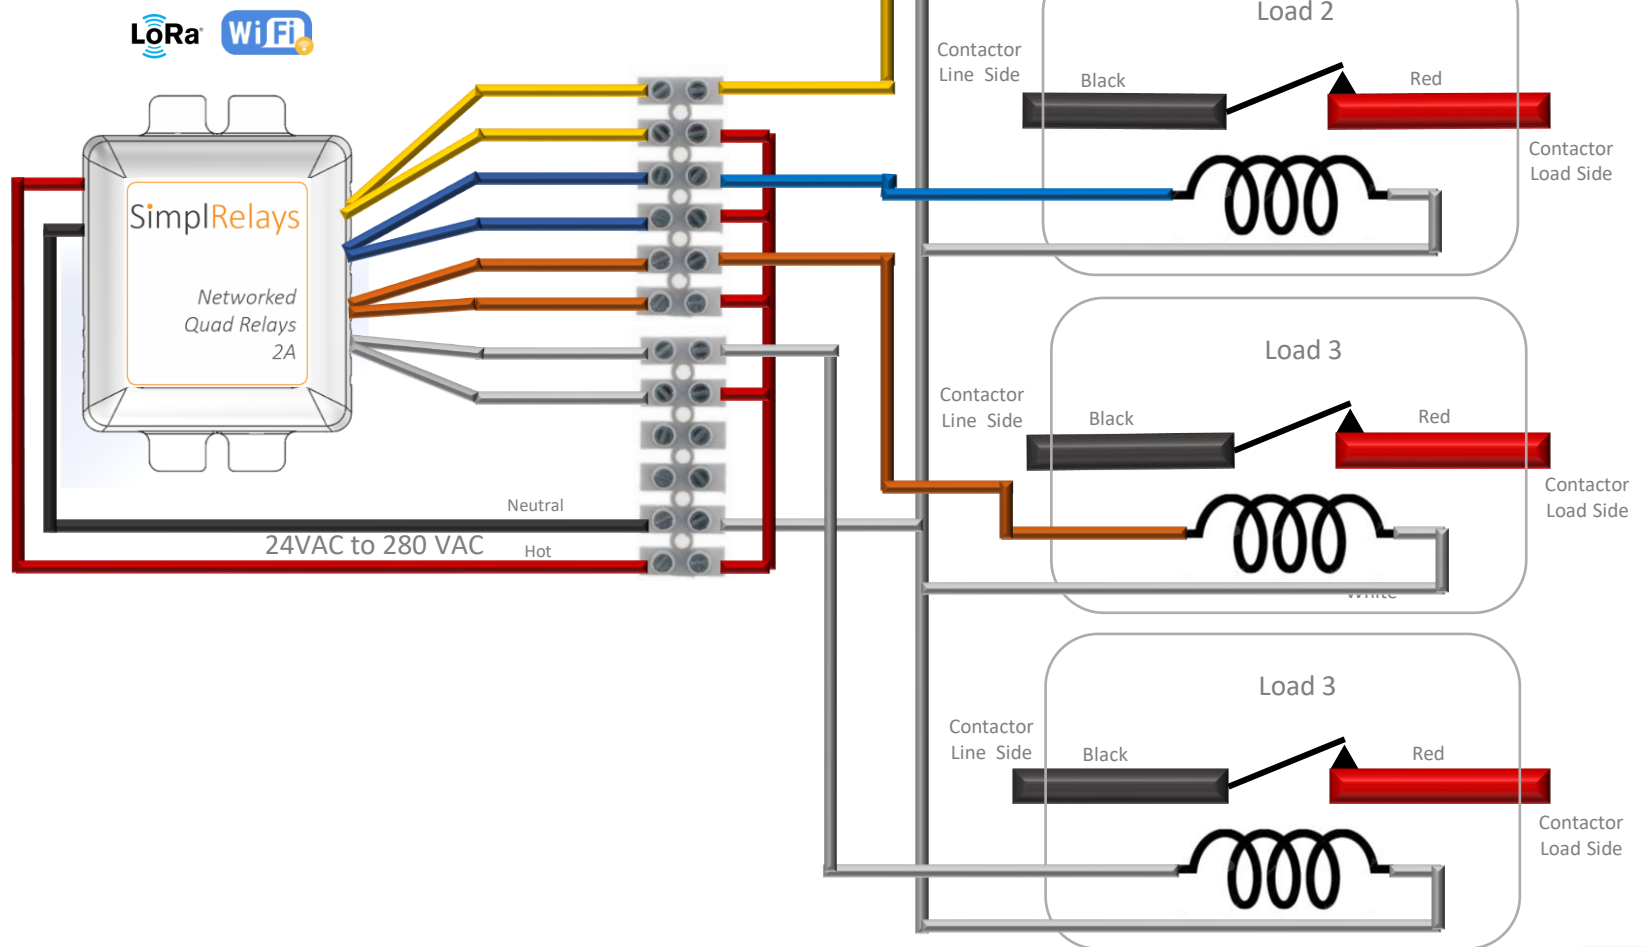 LoRa
WiFi
SimplRelays
Networked
Quad Relays
2A
Neutral
24VAC to 280 VAC
Hot
Load 2
Contactor
Line Side
Black
Red
Contactor
Load Side
Load 3
Contactor
Line Side
Black
Red
Contactor
Load Side
White
Load 3
Contactor
Line Side
Black
Red
Contactor
Load Side